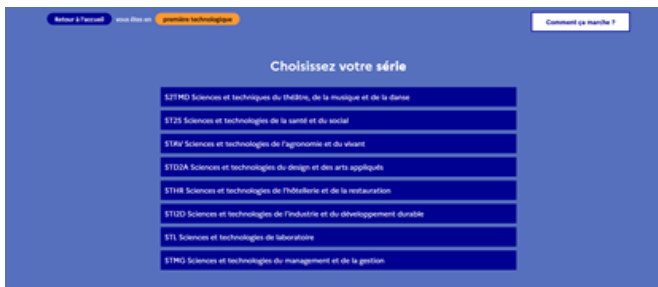 Retour à l'accueil vous êtes en première technologique Comment ça marche ?
Choisissez votre série
S2TMD Sciences et techniques du théâtre, de la musique et de la danse
ST2S Sciences et technologies de la santé et du social
STAV Sciences et technologies de l'agronomie et du vivant
STD2A Sciences et technologies du design et des arts appliqués
STHR Sciences et technologies de l'hôtellerie et de la restauration
STI2D Sciences et technologies de l'industrie et du développement durable
STL Sciences et technologies de laboratoire
STMG Sciences et technologies du management et de la gestion